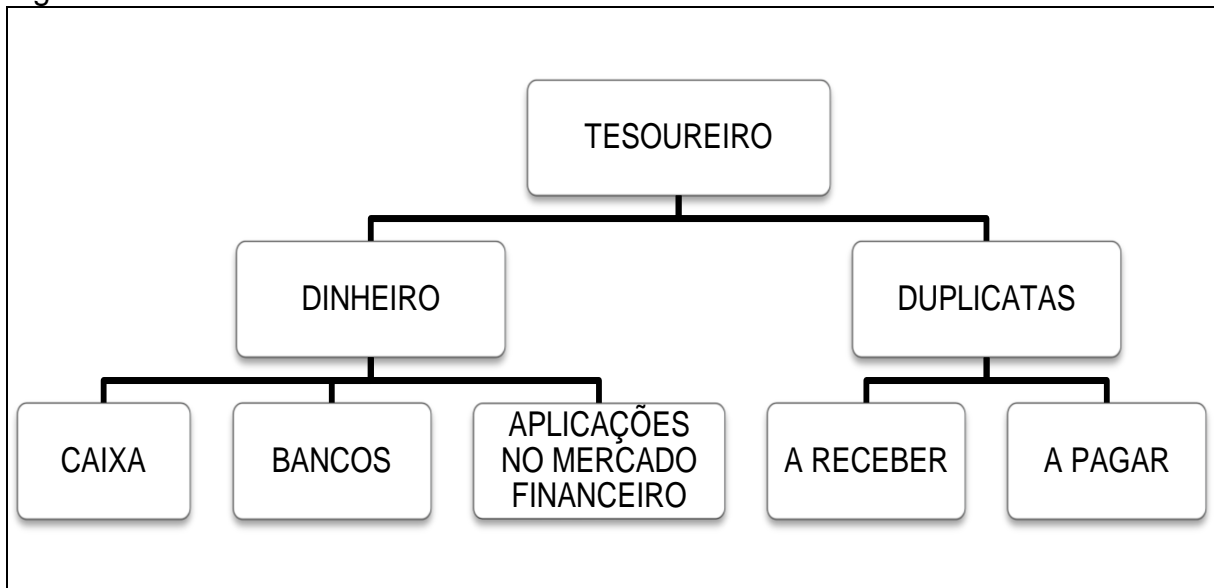 TESOUREIRO
DINHEIRO
DUPLICATAS
CAIXA
BANCOS
APLICAÇÕES
NO MERCADO
FINANCEIRO
A RECEBER
A PAGAR